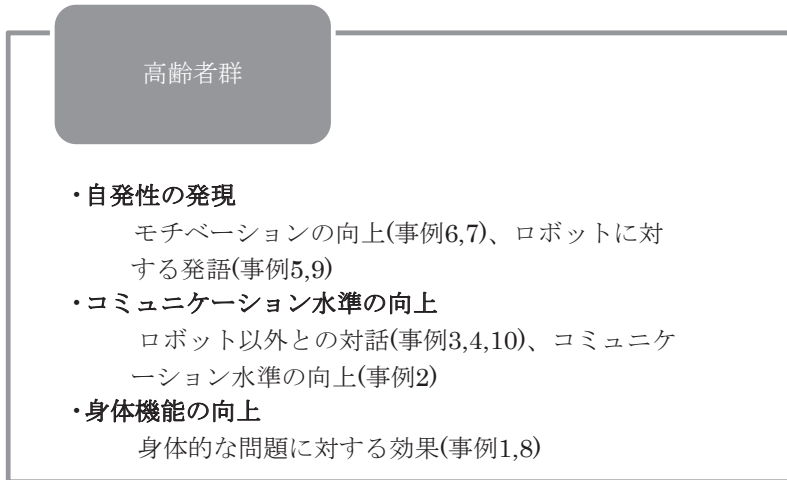 高齢者群
・自発性の発現
モチベーションの向上(事例6,7)、ロボットに対
する発語(事例5,9)
・コミュニケーション水準の向上
ロボット以外との対話(事例3,4,10)、コミュニケ
ーション水準の向上(事例2)
・身体機能の向上
身体的な問題に対する効果(事例1,8)